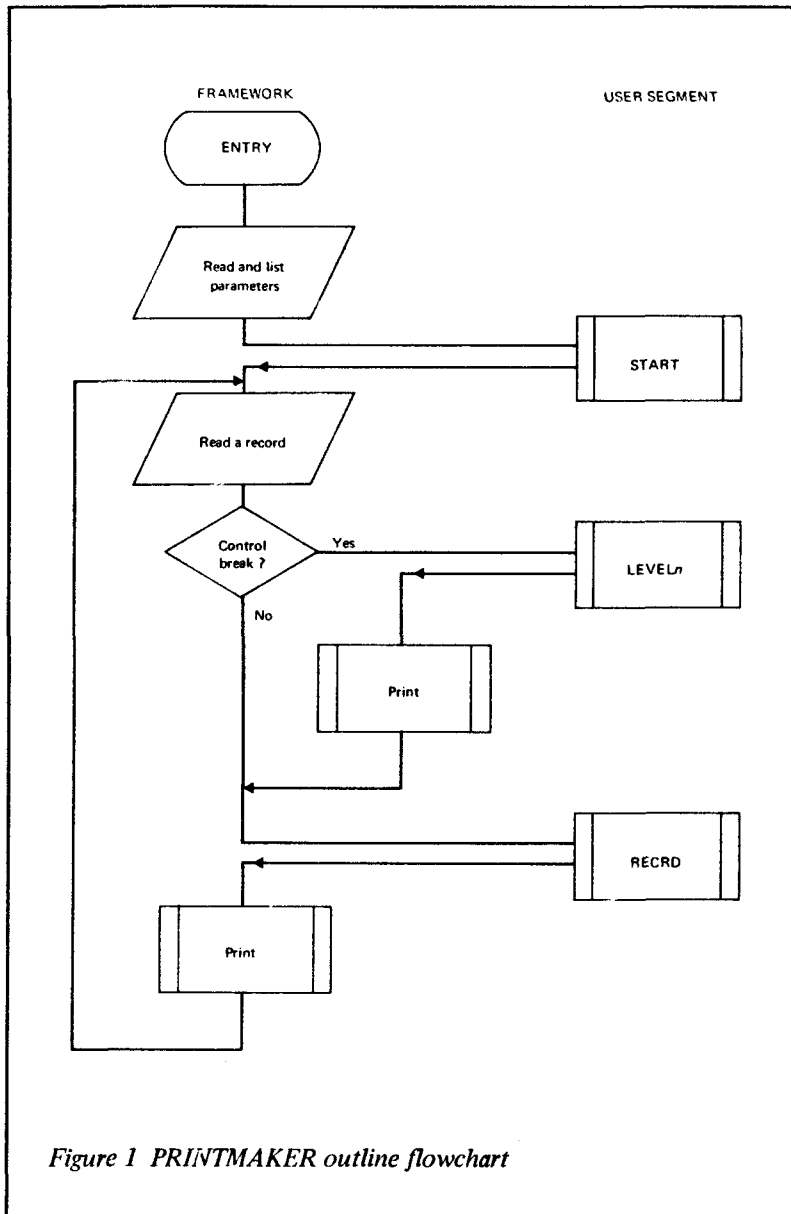 FRAMEWORK
USER SEGMENT
ENTRY
Read and list
parameters
START
Read a record
Control
break ?
Yes
LEVELn
No
Print
RECRD
Print
Figure 1 PRINTMAKER outline flowchart